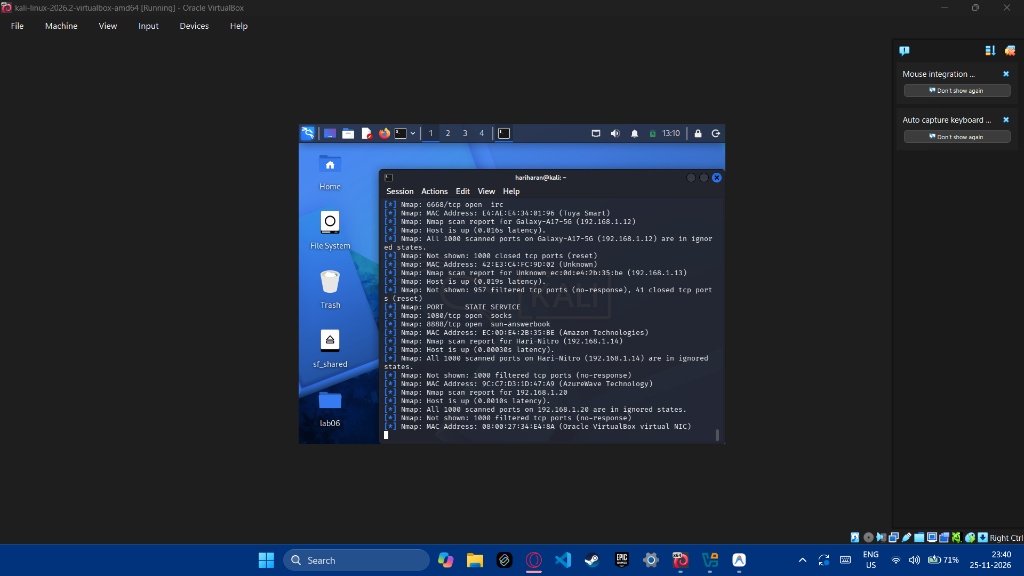 kali-linux-2026.2-virtualbox-amd64 [Running] - Oracle VirtualBox
File Machine View Input Devices Help
Mouse integration ...
Don't show again
Auto capture keyboard ...
Don't show again
1 2 3 4 13:10
Home
File System
Trash
sf_shared
lab06
hariharan@kali: ~
Session Actions Edit View Help
[*] Nmap: 6668/tcp open  irc
[*] Nmap: MAC Address: E4:AE:E4:34:01:96 (Tuya Smart)
[*] Nmap: Nmap scan report for Galaxy-A17-5G (192.168.1.12)
[*] Nmap: Host is up (0.016s latency).
[*] Nmap: All 1000 scanned ports on Galaxy-A17-5G (192.168.1.12) are in ignor
ed states.
[*] Nmap: Not shown: 1000 closed tcp ports (reset)
[*] Nmap: MAC Address: 42:E3:C4:FC:9D:02 (Unknown)
[*] Nmap: Nmap scan report for Unknown_ec:0d:e4:2b:35:be (192.168.1.13)
[*] Nmap: Host is up (0.019s latency).
[*] Nmap: Not shown: 957 filtered tcp ports (no-response), 41 closed tcp port
s (reset)
[*] Nmap: PORT     STATE SERVICE
[*] Nmap: 1080/tcp open  socks
[*] Nmap: 8888/tcp open  sun-answerbook
[*] Nmap: MAC Address: EC:0D:E4:2B:35:BE (Amazon Technologies)
[*] Nmap: Nmap scan report for Hari-Nitro (192.168.1.14)
[*] Nmap: Host is up (0.00030s latency).
[*] Nmap: All 1000 scanned ports on Hari-Nitro (192.168.1.14) are in ignored
states.
[*] Nmap: Not shown: 1000 filtered tcp ports (no-response)
[*] Nmap: MAC Address: 9C:C7:D3:1D:47:A9 (AzureWave Technology)
[*] Nmap: Nmap scan report for 192.168.1.20
[*] Nmap: Host is up (0.0010s latency).
[*] Nmap: All 1000 scanned ports on 192.168.1.20 are in ignored states.
[*] Nmap: Not shown: 1000 filtered tcp ports (no-response)
[*] Nmap: MAC Address: 08:00:27:34:E4:8A (Oracle VirtualBox virtual NIC)
KALI
Right Ctrl
Search
EPIC
ENG
US
71%
23:40
25-11-2026